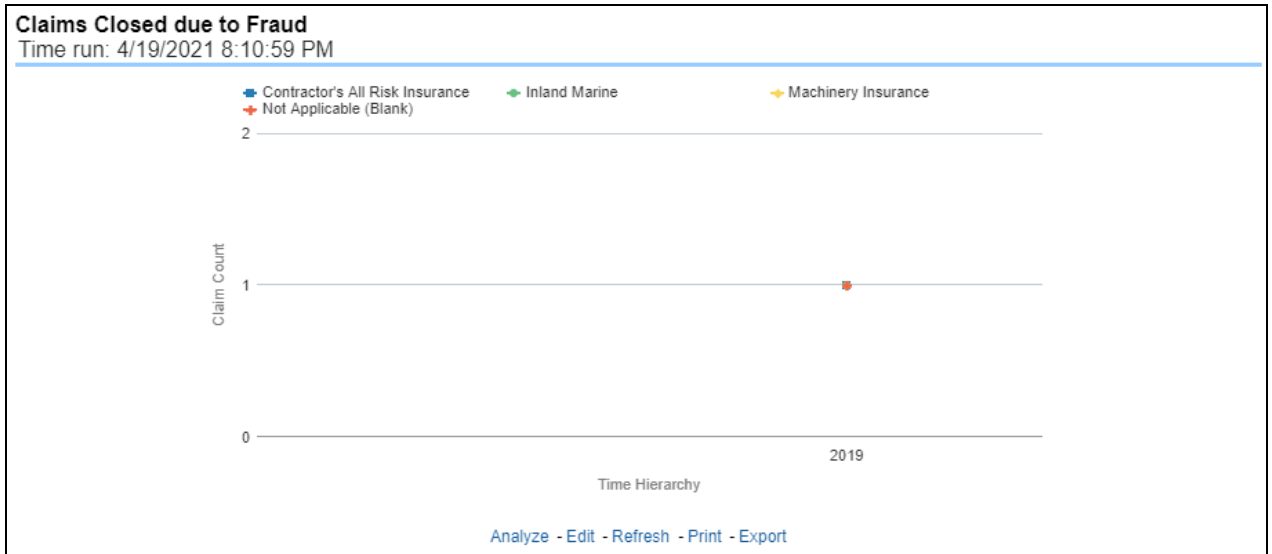 Claims Closed due to Fraud
Time run: 4/19/2021 8:10:59 PM
Contractor's All Risk Insurance Inland Marine Machinery Insurance
Not Applicable (Blank)
2
Claim Count
1
0
2019
Time Hierarchy
Analyze - Edit - Refresh - Print - Export